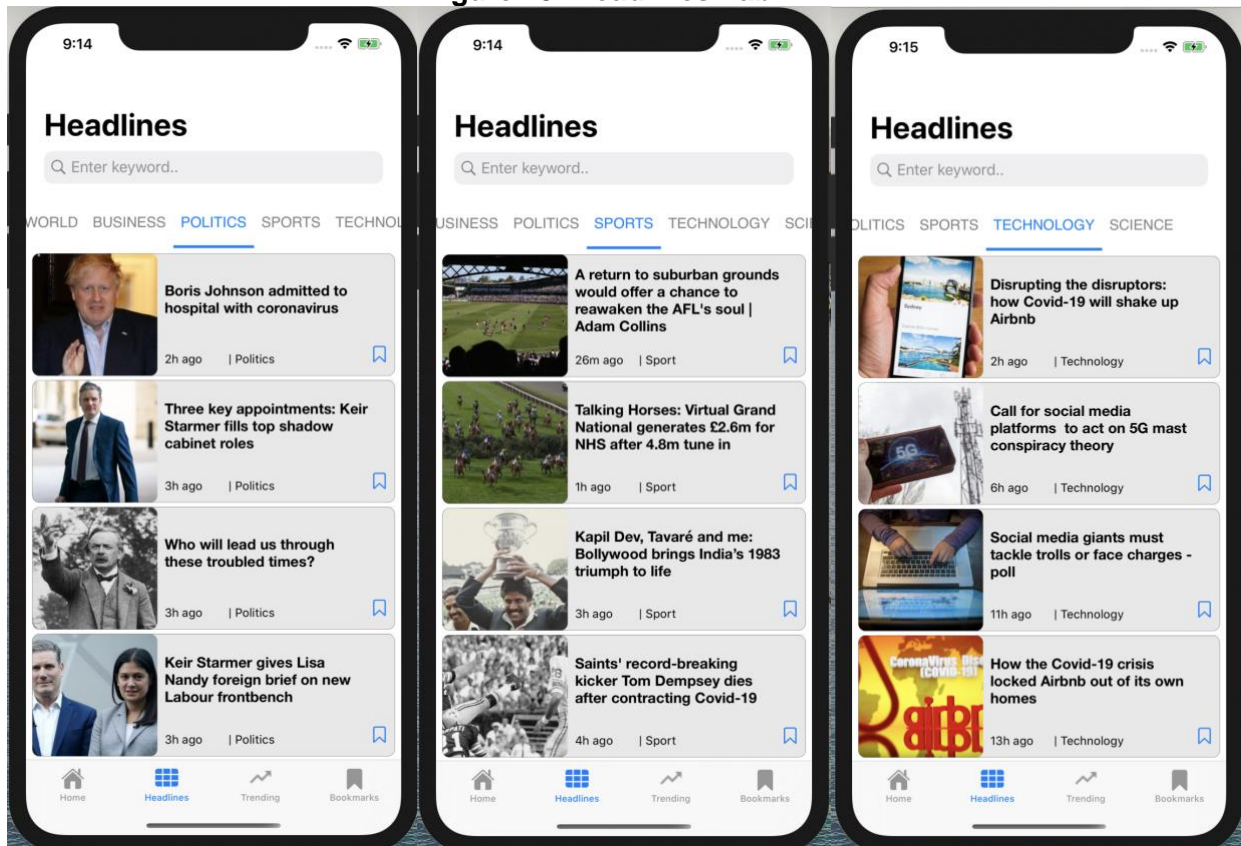 9:14
Headlines
Enter keyword..
WORLD BUSINESS POLITICS SPORTS TECHNOL
Boris Johnson admitted to
hospital with coronavirus
2h ago | Politics
Three key appointments: Keir
Starmer fills top shadow
cabinet roles
3h ago | Politics
Who will lead us through
these troubled times?
3h ago | Politics
Keir Starmer gives Lisa
Nandy foreign brief on new
Labour frontbench
3h ago | Politics
Home Headlines Trending Bookmarks
9:14
Headlines
Enter keyword..
USINESS POLITICS SPORTS TECHNOLOGY SCI
A return to suburban grounds
would offer a chance to
reawaken the AFL's soul |
Adam Collins
26m ago | Sport
Talking Horses: Virtual Grand
National generates £2.6m for
NHS after 4.8m tune in
1h ago | Sport
Kapil Dev, Tavaré and me:
Bollywood brings India’s 1983
triumph to life
3h ago | Sport
Saints' record-breaking
kicker Tom Dempsey dies
after contracting Covid-19
4h ago | Sport
Home Headlines Trending Bookmarks
9:15
Headlines
Enter keyword..
OLITICS SPORTS TECHNOLOGY SCIENCE
Sydney
Disrupting the disruptors:
how Covid-19 will shake up
Airbnb
2h ago | Technology
5G
Call for social media
platforms to act on 5G mast
conspiracy theory
6h ago | Technology
Social media giants must
tackle trolls or face charges -
poll
11h ago | Technology
CoronaVirus Dise
(COVID-19)
airb
How the Covid-19 crisis
locked Airbnb out of its own
homes
13h ago | Technology
Home Headlines Trending Bookmarks